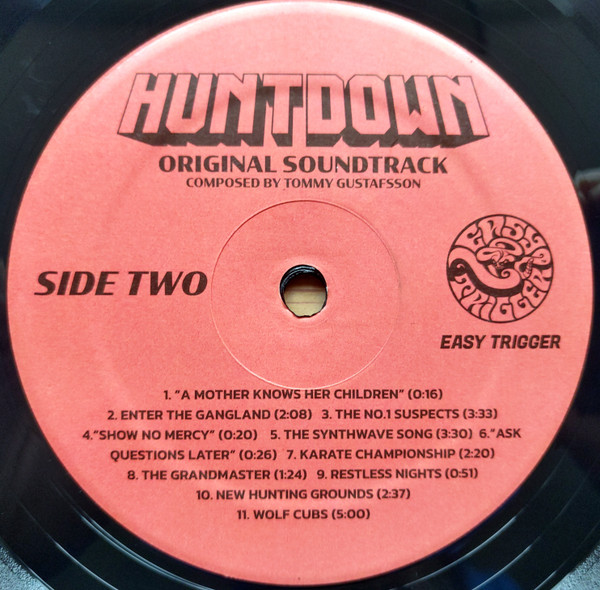 HUNTDOWN
ORIGINAL SOUNDTRACK
COMPOSED BY TOMMY GUSTAFSSON
SIDE TWO
EASY TRIGGER
EASY TRIGGER
1. "A MOTHER KNOWS HER CHILDREN" (0:16)
2. ENTER THE GANGLAND (2:08) 3. THE NO.1 SUSPECTS (3:33)
4."SHOW NO MERCY" (0:20) 5. THE SYNTHWAVE SONG (3:30) 6."ASK
QUESTIONS LATER" (0:26) 7. KARATE CHAMPIONSHIP (2:20)
8. THE GRANDMASTER (1:24) 9. RESTLESS NIGHTS (0:51)
10. NEW HUNTING GROUNDS (2:37)
11. WOLF CUBS (5:00)